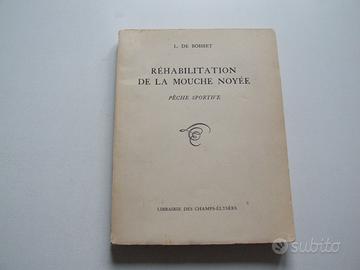 L. DE BOISSET
RÉHABILITATION
DE LA MOUCHE NOYÉE
PÊCHE SPORTIVE
LIBRAIRIE DES CHAMPS-ÉLYSÉES
subito